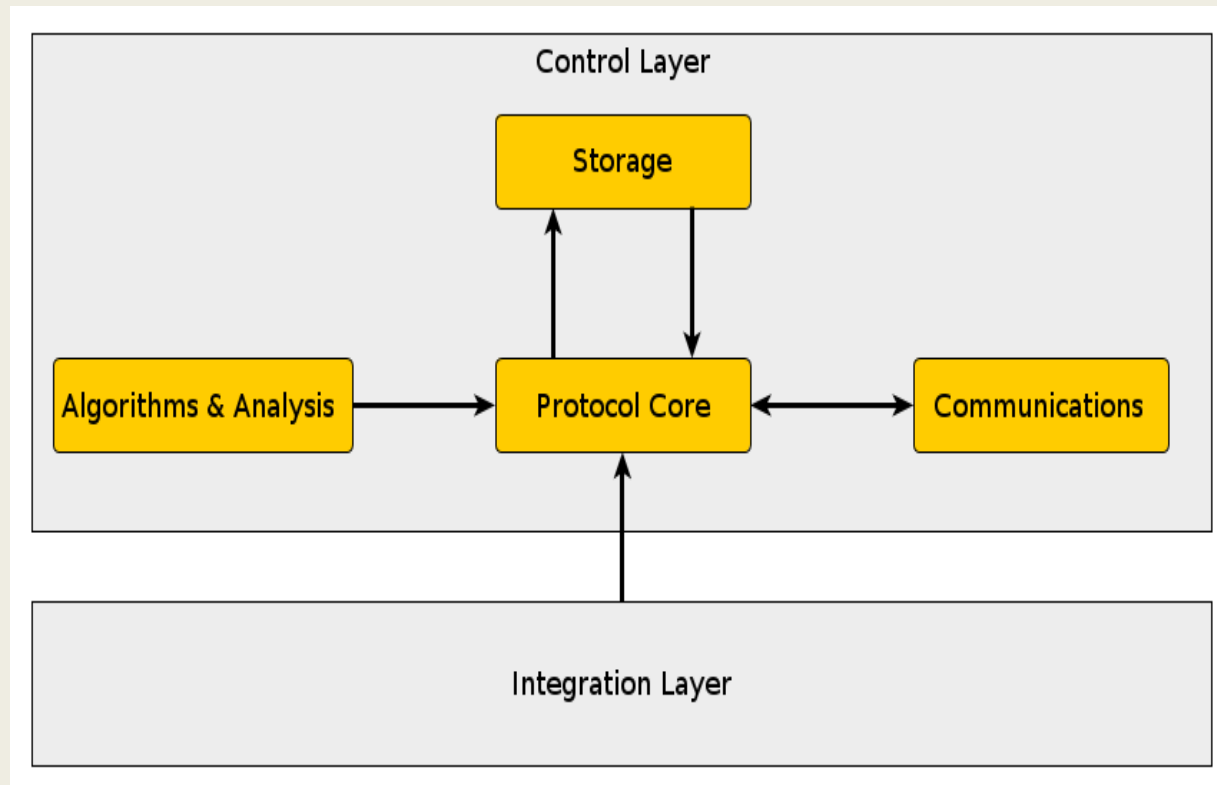 Control Layer
Storage
Algorithms & Analysis
Protocol Core
Communications
Integration Layer